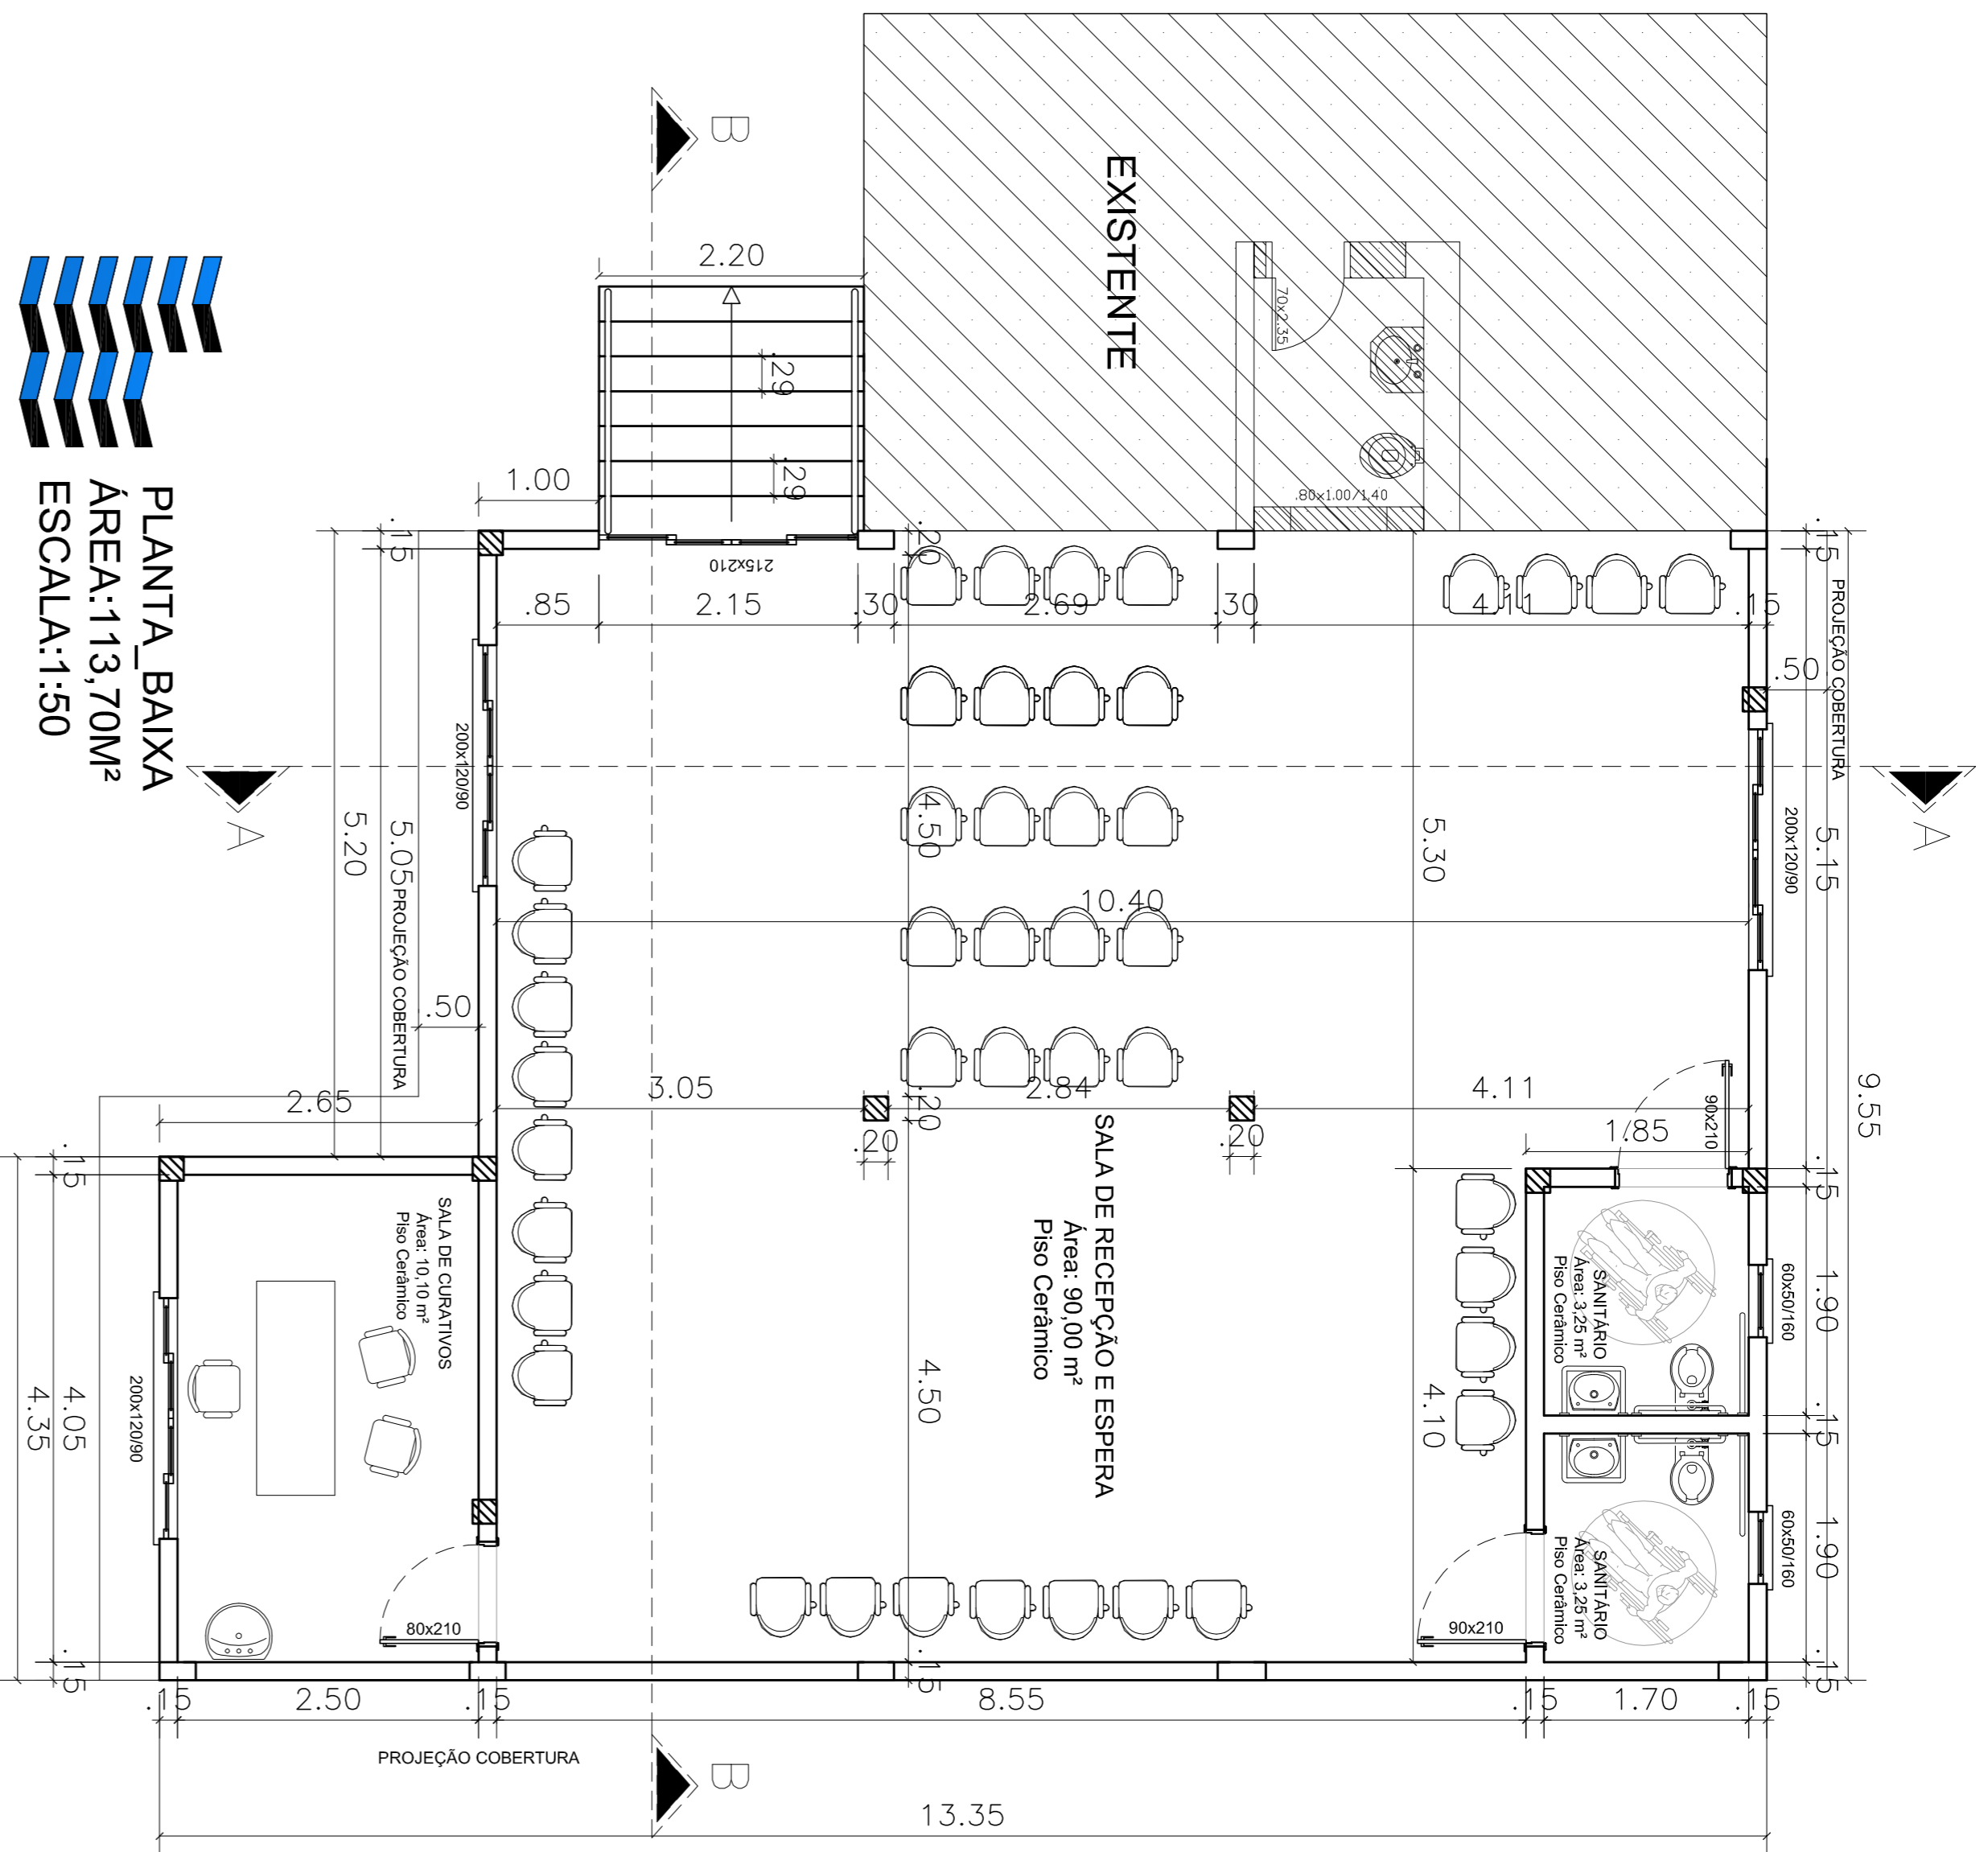 PLANTA_BAIXA
ÁREA:113,70M²
ESCALA:1:50
EXISTENTE
70x2.35
.80x1.00/1.40
B
2.20
.29
.29
1.00
.15
215x210
.20
.85
2.15
.30
2.69
.30
4.11
.15
.15
PROJEÇÃO COBERTURA
.50
200x120/90
A
A
200x120/90
5.15
5.20
5.05
PROJEÇÃO COBERTURA
.50
4.50
5.30
10.40
9.55
2.65
3.05
.20
2.84
.20
.20
4.11
90x210
1.85
.15
.15
SALA DE CURATIVOS
Área: 10,10 m²
Piso Cerâmico
SALA DE RECEPÇÃO E ESPERA
Área: 90,00 m²
Piso Cerâmico
SANITÁRIO
Área: 3,25 m²
Piso Cerâmico
60x50/160
1.90
200x120/90
4.05
4.35
4.50
4.10
.15
SANITÁRIO
Área: 3,25 m²
Piso Cerâmico
60x50/160
1.90
80x210
90x210
.15
.15
.15
.15
2.50
.15
8.55
.15
1.70
.15
PROJEÇÃO COBERTURA
B
13.35